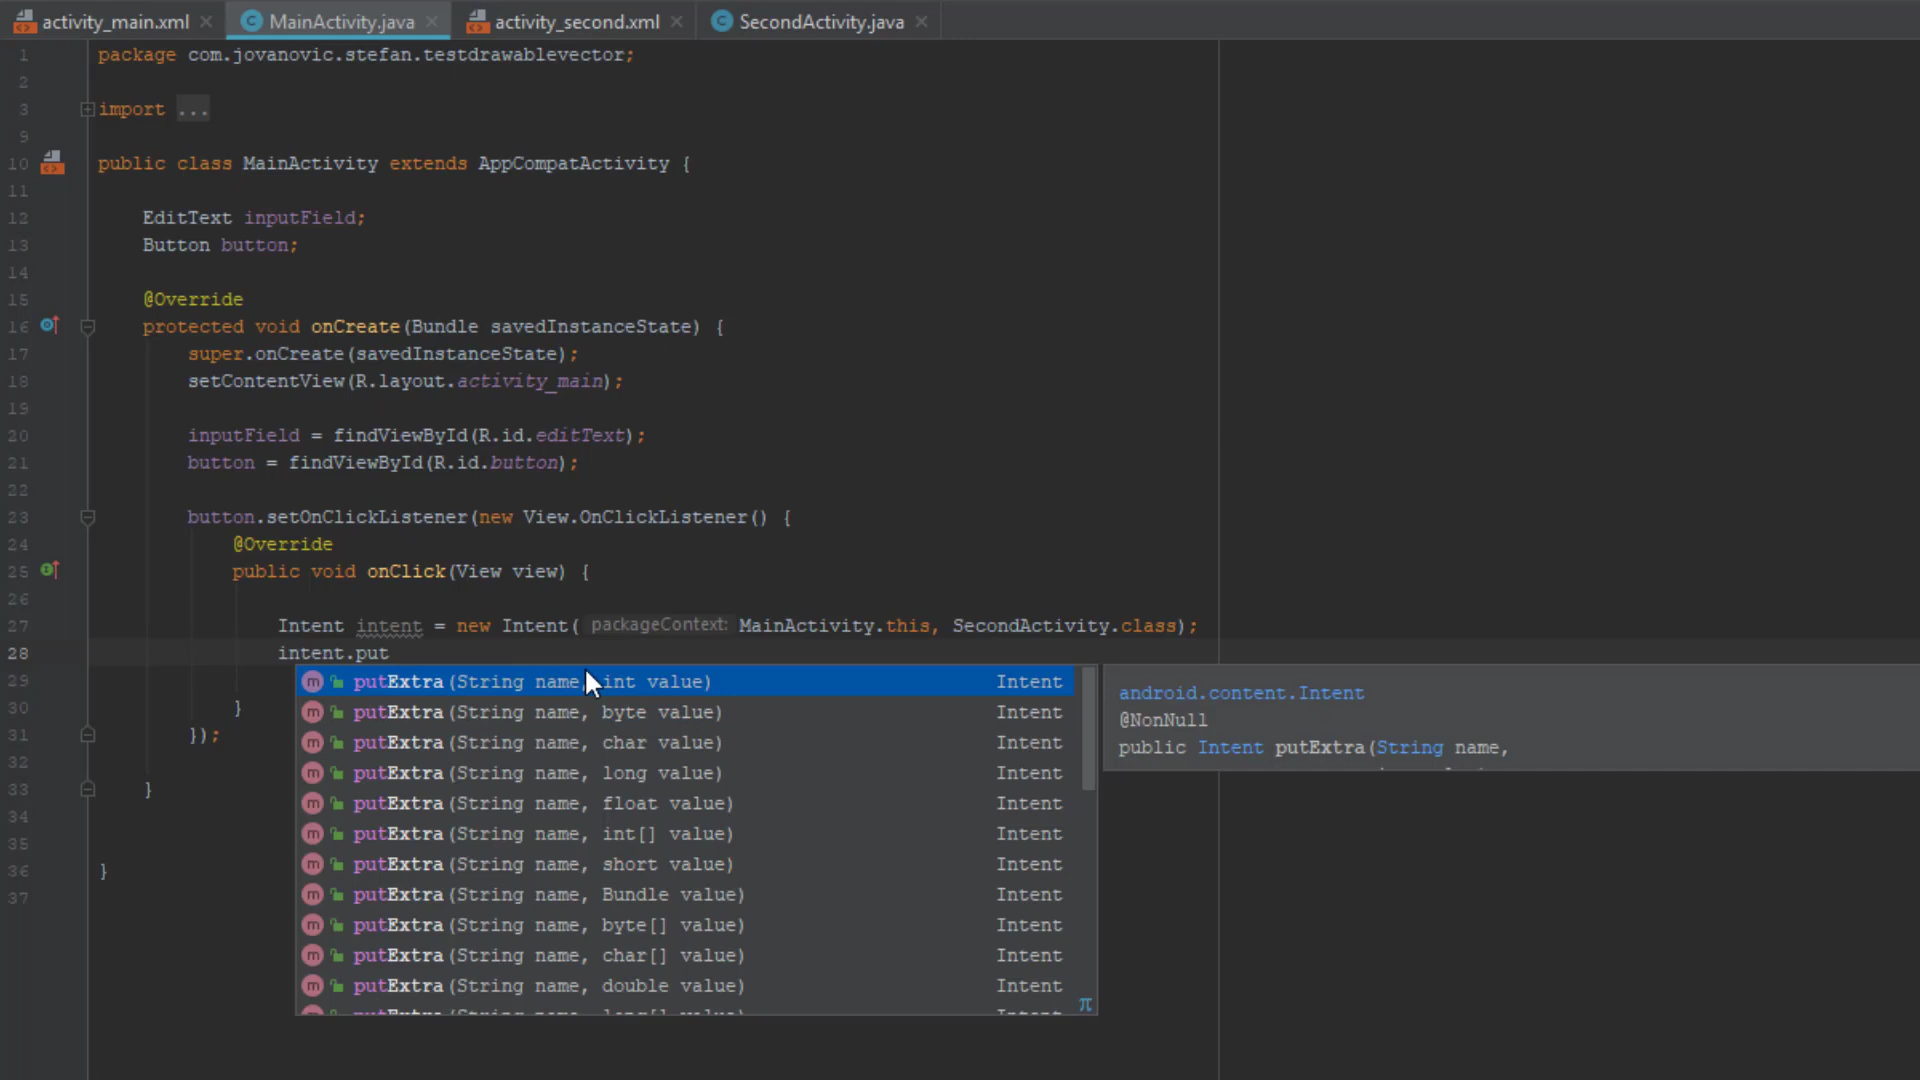 activity_main.xml MainActivity.java activity_second.xml SecondActivity.java
1 package com.jovanovic.stefan.testdrawablevector;
2
3 import ...
9
10 public class MainActivity extends AppCompatActivity {
11
12 EditText inputField;
13 Button button;
14
15 @Override
16 protected void onCreate(Bundle savedInstanceState) {
17 super.onCreate(savedInstanceState);
18 setContentView(R.layout.activity_main);
19
20 inputField = findViewById(R.id.editText);
21 button = findViewById(R.id.button);
22
23 button.setOnClickListener(new View.OnClickListener() {
24 @Override
25 public void onClick(View view) {
26
27 Intent intent = new Intent( packageContext: MainActivity.this, SecondActivity.class);
28 intent.put
29 putExtra(String name, int value) Intent
30 }
31 });
32
33 }
34
35
36 }
37
putExtra(String name, byte value) Intent
putExtra(String name, char value) Intent
putExtra(String name, long value) Intent
putExtra(String name, float value) Intent
putExtra(String name, int[] value) Intent
putExtra(String name, short value) Intent
putExtra(String name, Bundle value) Intent
putExtra(String name, byte[] value) Intent
putExtra(String name, char[] value) Intent
putExtra(String name, double value) Intent
π
android.content.Intent
@NonNull
public Intent putExtra(String name,